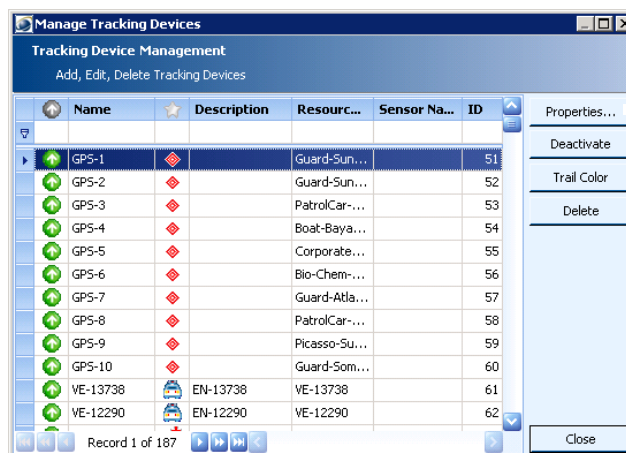 Manage Tracking Devices
Tracking Device Management
Add, Edit, Delete Tracking Devices
Name Description Resourc... Sensor Na... ID
GPS-1 Guard-Sun... 51
GPS-2 Guard-Sun... 52
GPS-3 PatrolCar-... 53
GPS-4 Boat-Baya... 54
GPS-5 Corporate... 55
GPS-6 Bio-Chem-... 56
GPS-7 Guard-Atla... 57
GPS-8 PatrolCar-... 58
GPS-9 Picasso-Su... 59
GPS-10 Guard-Som... 60
VE-13738 EN-13738 VE-13738 61
VE-12290 EN-12290 VE-12290 62
Record 1 of 187
Properties...
Deactivate
Trail Color
Delete
Close